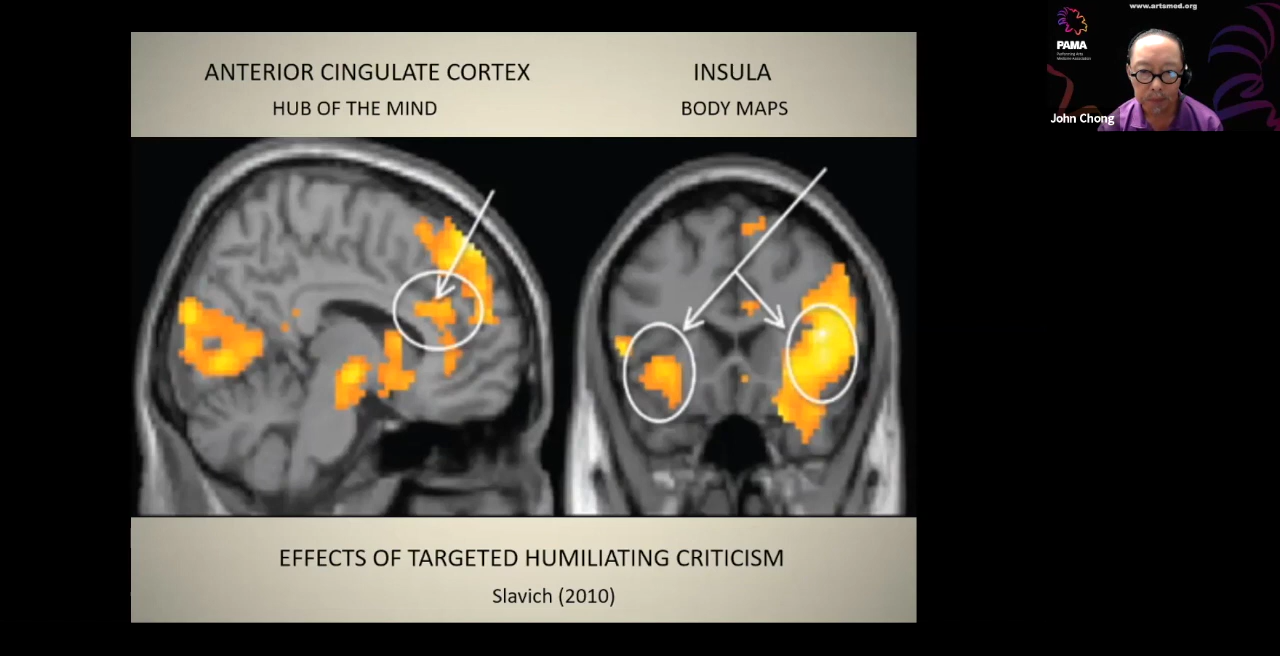 www.artsmed.org
PAMA
John Chong
ANTERIOR CINGULATE CORTEX
HUB OF THE MIND
INSULA
BODY MAPS
EFFECTS OF TARGETED HUMILIATING CRITICISM
Slavich (2010)